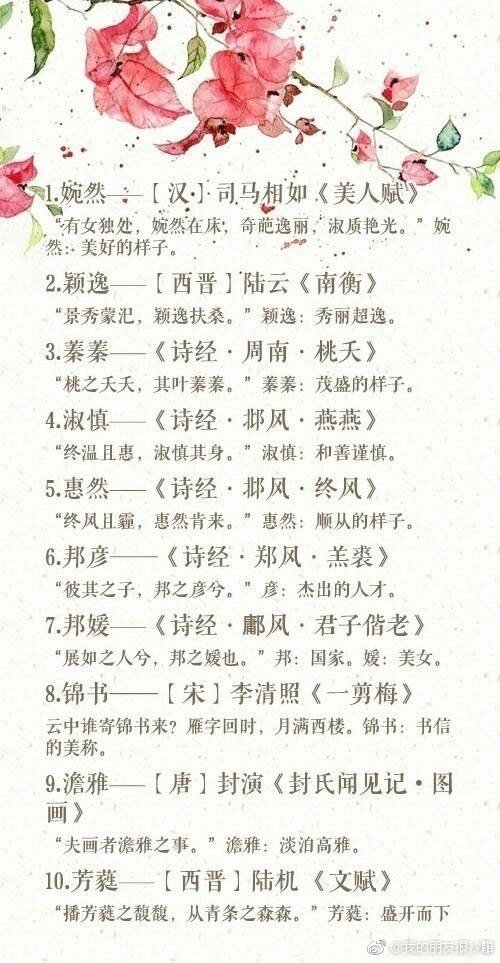 1.婉然——【汉】司马相如《美人赋》
“有女独处，婉然在床，奇葩逸丽，淑质艳光。”婉
然：美好的样子。
2.颖逸——【西晋】陆云《南衡》
“景秀蒙汜，颖逸扶桑。”颖逸：秀丽超逸。
3.蓁蓁——《诗经·周南·桃夭》
“桃之夭夭，其叶蓁蓁。”蓁蓁：茂盛的样子。
4.淑慎——《诗经·邶风·燕燕》
“终温且惠，淑慎其身。”淑慎：和善谨慎。
5.惠然——《诗经·邶风·终风》
“终风且霾，惠然肯来。”惠然：顺从的样子。
6.邦彦——《诗经·郑风·羔裘》
“彼其之子，邦之彦兮。”彦：杰出的人才。
7.邦媛——《诗经·鄘风·君子偕老》
“展如之人兮，邦之媛也。”邦：国家。媛：美女。
8.锦书——【宋】李清照《一剪梅》
云中谁寄锦书来？雁字回时，月满西楼。锦书：书信
的美称。
9.澹雅——【唐】封演《封氏闻见记·图
画》
“夫画者澹雅之事。”澹雅：淡泊高雅。
10.芳蕤——【西晋】陆机《文赋》
“播芳蕤之馥馥，从青条之森森。”芳蕤：盛开而下
@我的朋友很少雅